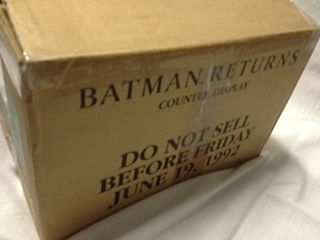 BATMAN RETURNS
COUNTER DISPLAY
DO NOT SELL
BEFORE FRIDAY
JUNE 19, 1992